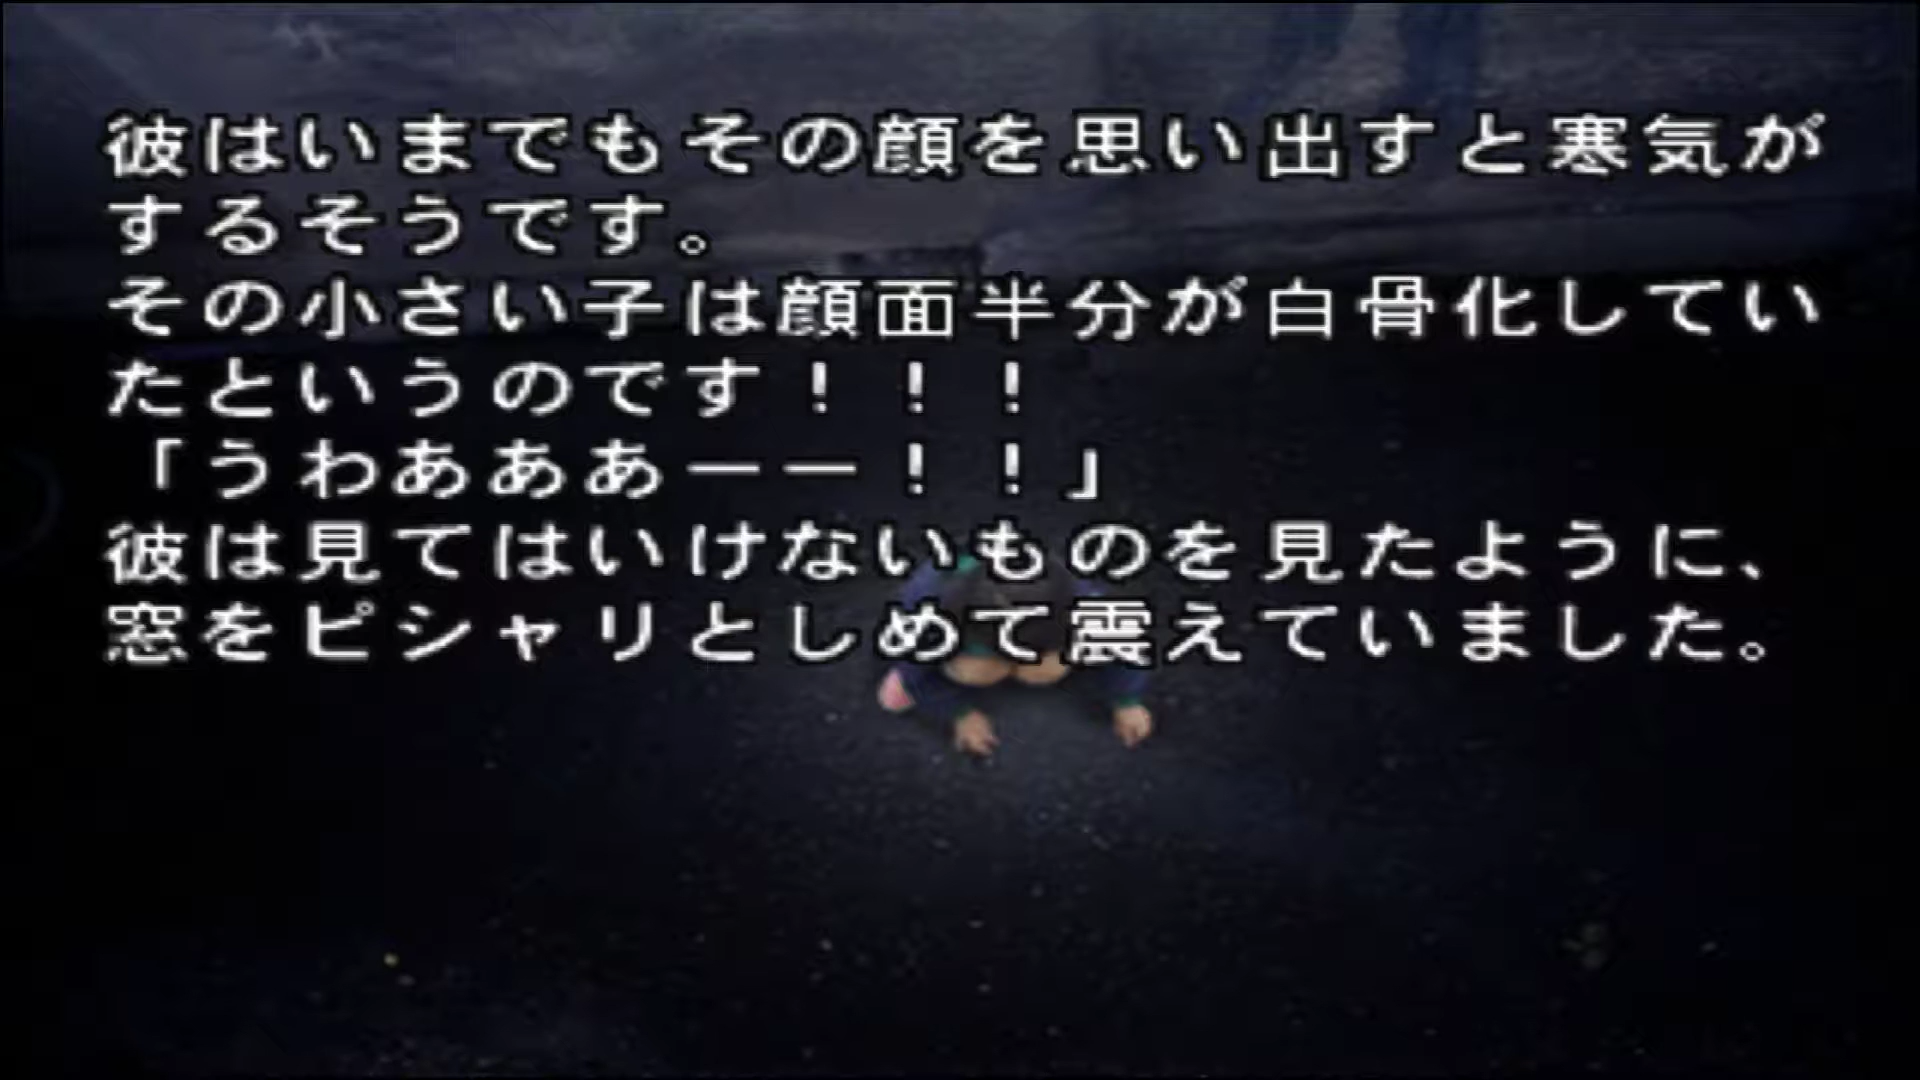 彼はいまでもその顔を思い出すと寒気が
するそうです。
その小さい子は顔面半分が白骨化してい
たというのです！！！
「うわあああーー！！」
彼は見てはいけないものを見たように、
窓をピシャリとしめて震えていました。